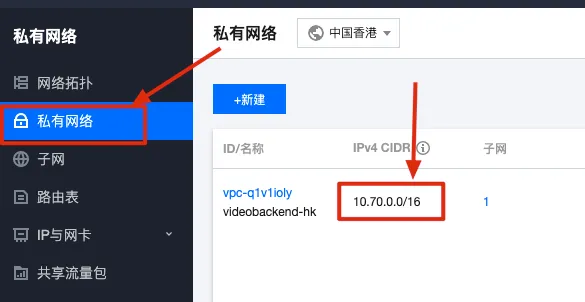 私有网络
网络拓扑
私有网络
子网
路由表
IP与网卡
共享流量包
私有网络
中国香港
+新建
ID/名称
IPv4 CIDR
子网
vpc-q1v1ioly
videobackend-hk
10.70.0.0/16
1